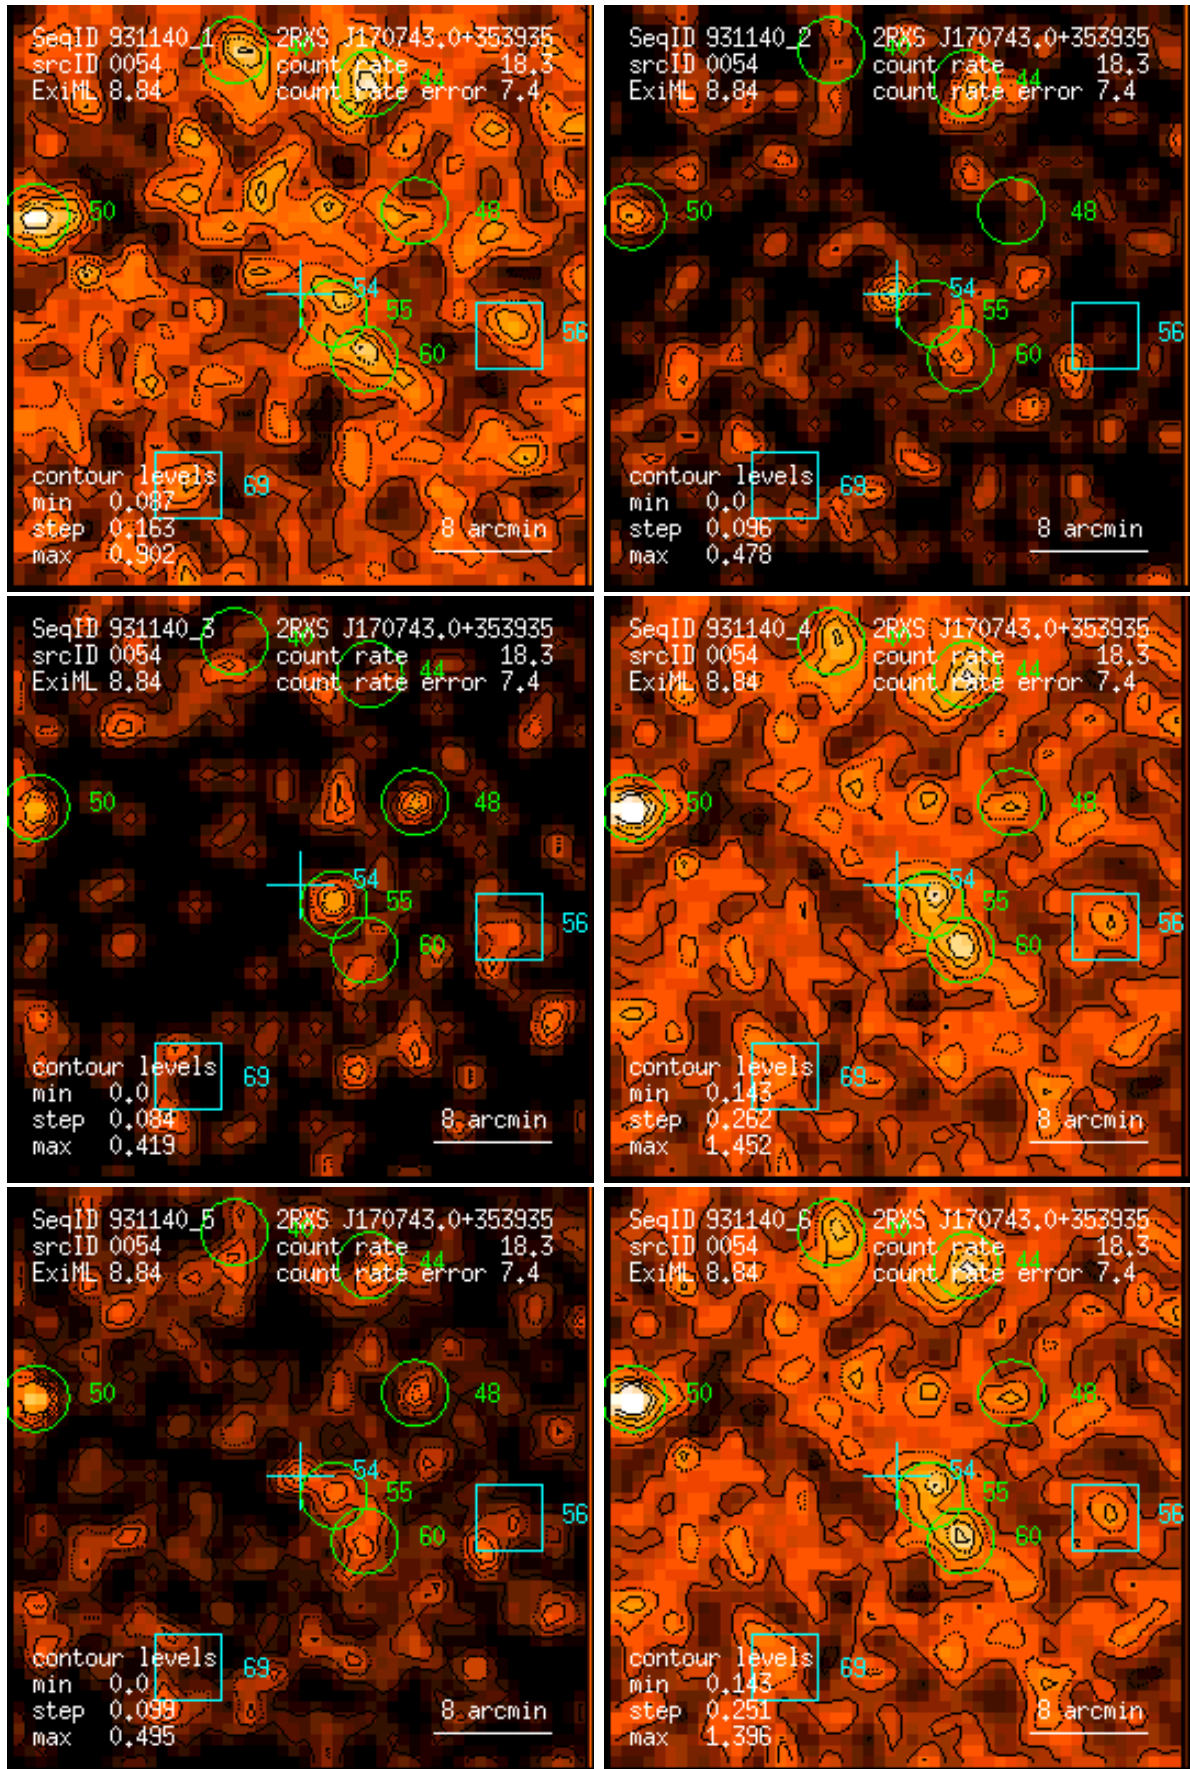 SeqID 931140_1 2RXS J170743.0+353935
srcID 0054 40 count rate 18.3
ExiML 8.84 44 count rate error 7.4
50
48
54
55
56
60
contour levels
69
min 0.087
step 0.163
8 arcmin
max 0.902
SeqID 931140_2 2RXS J170743.0+353935
srcID 0054 count rate 18.3
ExiML 8.84 44 count rate error 7.4
50
48
54
55
56
60
contour levels
69
min 0.0
step 0.096
8 arcmin
max 0.478
SeqID 931140_3 2RXS J170743.0+353935
srcID 0054 40 count rate 18.3
ExiML 8.84 44 count rate error 7.4
50
48
54
55
56
60
contour levels
69
min 0.0
step 0.084
8 arcmin
max 0.419
SeqID 931140_4 2RXS J170743.0+353935
srcID 0054 40 count rate 18.3
ExiML 8.84 44 count rate error 7.4
50
48
54
55
56
60
contour levels
69
min 0.143
step 0.262
8 arcmin
max 1.452
SeqID 931140_5 2RXS J170743.0+353935
srcID 0054 40 count rate 18.3
ExiML 8.84 44 count rate error 7.4
50
48
54
55
56
60
contour levels
69
min 0.0
step 0.099
8 arcmin
max 0.495
SeqID 931140_6 2RXS J170743.0+353935
srcID 0054 40 count rate 18.3
ExiML 8.84 44 count rate error 7.4
50
48
54
55
56
60
contour levels
69
min 0.143
step 0.251
8 arcmin
max 1.396